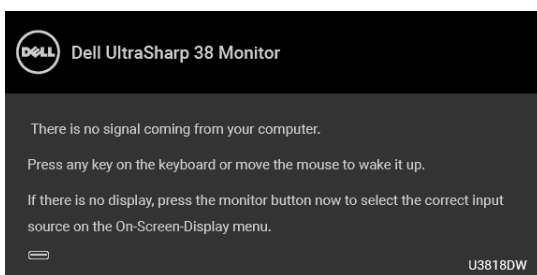 DELL
Dell UltraSharp 38 Monitor
There is no signal coming from your computer.
Press any key on the keyboard or move the mouse to wake it up.
If there is no display, press the monitor button now to select the correct input
source on the On-Screen-Display menu.
U3818DW